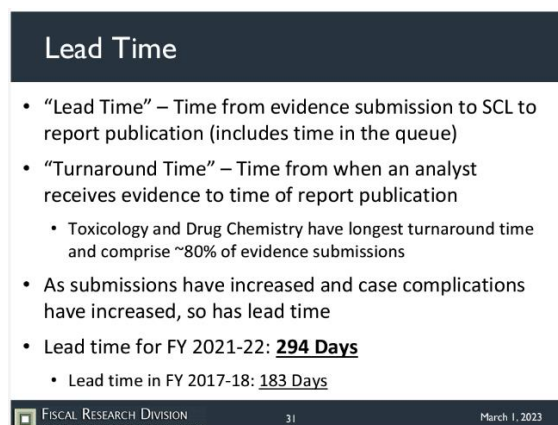 Lead Time
• “Lead Time” – Time from evidence submission to SCL to
report publication (includes time in the queue)
• “Turnaround Time” – Time from when an analyst
receives evidence to time of report publication
• Toxicology and Drug Chemistry have longest turnaround time
and comprise ~80% of evidence submissions
• As submissions have increased and case complications
have increased, so has lead time
• Lead time for FY 2021-22: 294 Days
• Lead time in FY 2017-18: 183 Days
FISCAL RESEARCH DIVISION
31
March 1, 2023